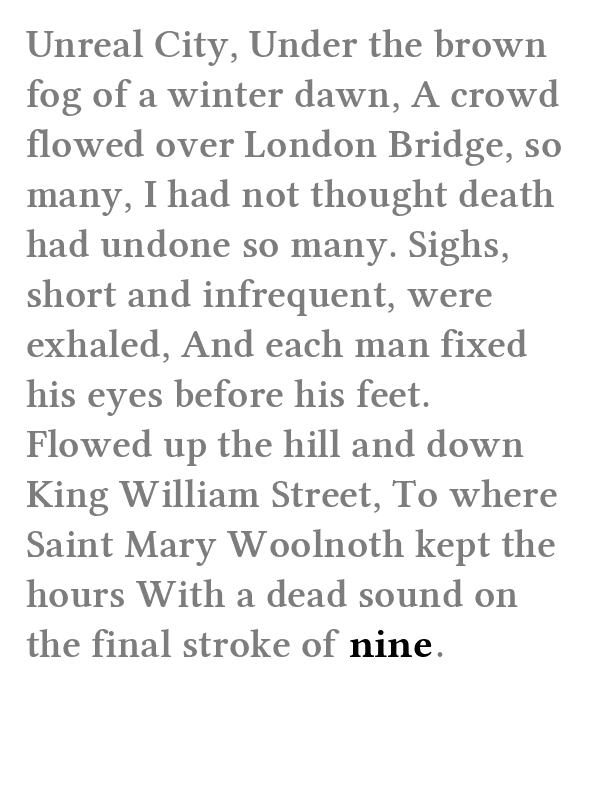 Unreal City, Under the brown
fog of a winter dawn, A crowd
flowed over London Bridge, so
many, I had not thought death
had undone so many. Sighs,
short and infrequent, were
exhaled, And each man fixed
his eyes before his feet.
Flowed up the hill and down
King William Street, To where
Saint Mary Woolnoth kept the
hours With a dead sound on
the final stroke of nine.